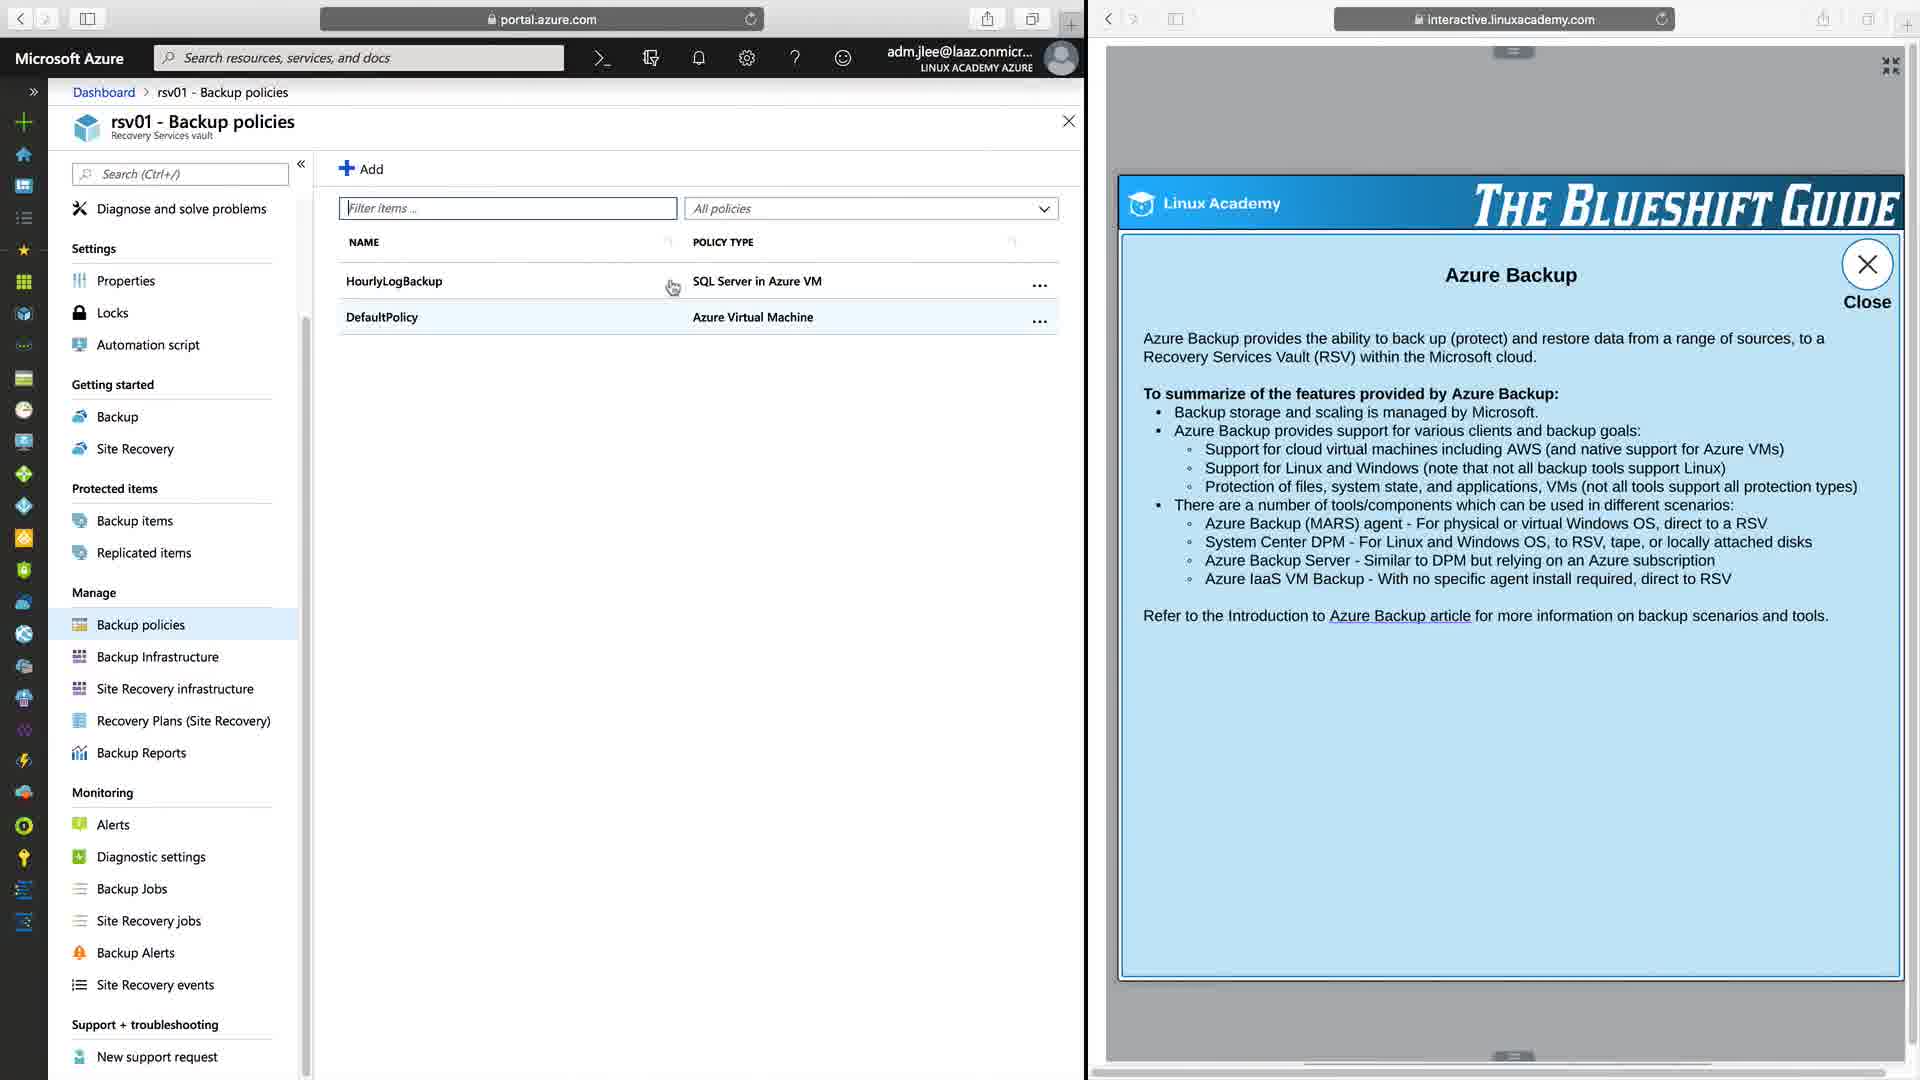 portal.azure.com
interactive.linuxacademy.com
Microsoft Azure
Search resources, services, and docs
adm.jlee@laaz.onmicr...
LINUX ACADEMY AZURE
Dashboard > rsv01 - Backup policies
rsv01 - Backup policies
Recovery Services vault
Search (Ctrl+/)
Diagnose and solve problems
Settings
Properties
Locks
Automation script
Getting started
Backup
Site Recovery
Protected items
Backup items
Replicated items
Manage
Backup policies
Backup Infrastructure
Site Recovery infrastructure
Recovery Plans (Site Recovery)
Backup Reports
Monitoring
Alerts
Diagnostic settings
Backup Jobs
Site Recovery jobs
Backup Alerts
Site Recovery events
Support + troubleshooting
New support request
Add
Filter items ...
All policies
NAME POLICY TYPE
HourlyLogBackup SQL Server in Azure VM ...
DefaultPolicy Azure Virtual Machine ...
Linux Academy
THE BLUESHIFT GUIDE
Azure Backup
Close
Azure Backup provides the ability to back up (protect) and restore data from a range of sources, to a
Recovery Services Vault (RSV) within the Microsoft cloud.
To summarize of the features provided by Azure Backup:
• Backup storage and scaling is managed by Microsoft.
• Azure Backup provides support for various clients and backup goals:
◦ Support for cloud virtual machines including AWS (and native support for Azure VMs)
◦ Support for Linux and Windows (note that not all backup tools support Linux)
◦ Protection of files, system state, and applications, VMs (not all tools support all protection types)
• There are a number of tools/components which can be used in different scenarios:
◦ Azure Backup (MARS) agent - For physical or virtual Windows OS, direct to a RSV
◦ System Center DPM - For Linux and Windows OS, to RSV, tape, or locally attached disks
◦ Azure Backup Server - Similar to DPM but relying on an Azure subscription
◦ Azure IaaS VM Backup - With no specific agent install required, direct to RSV
Refer to the Introduction to Azure Backup article for more information on backup scenarios and tools.